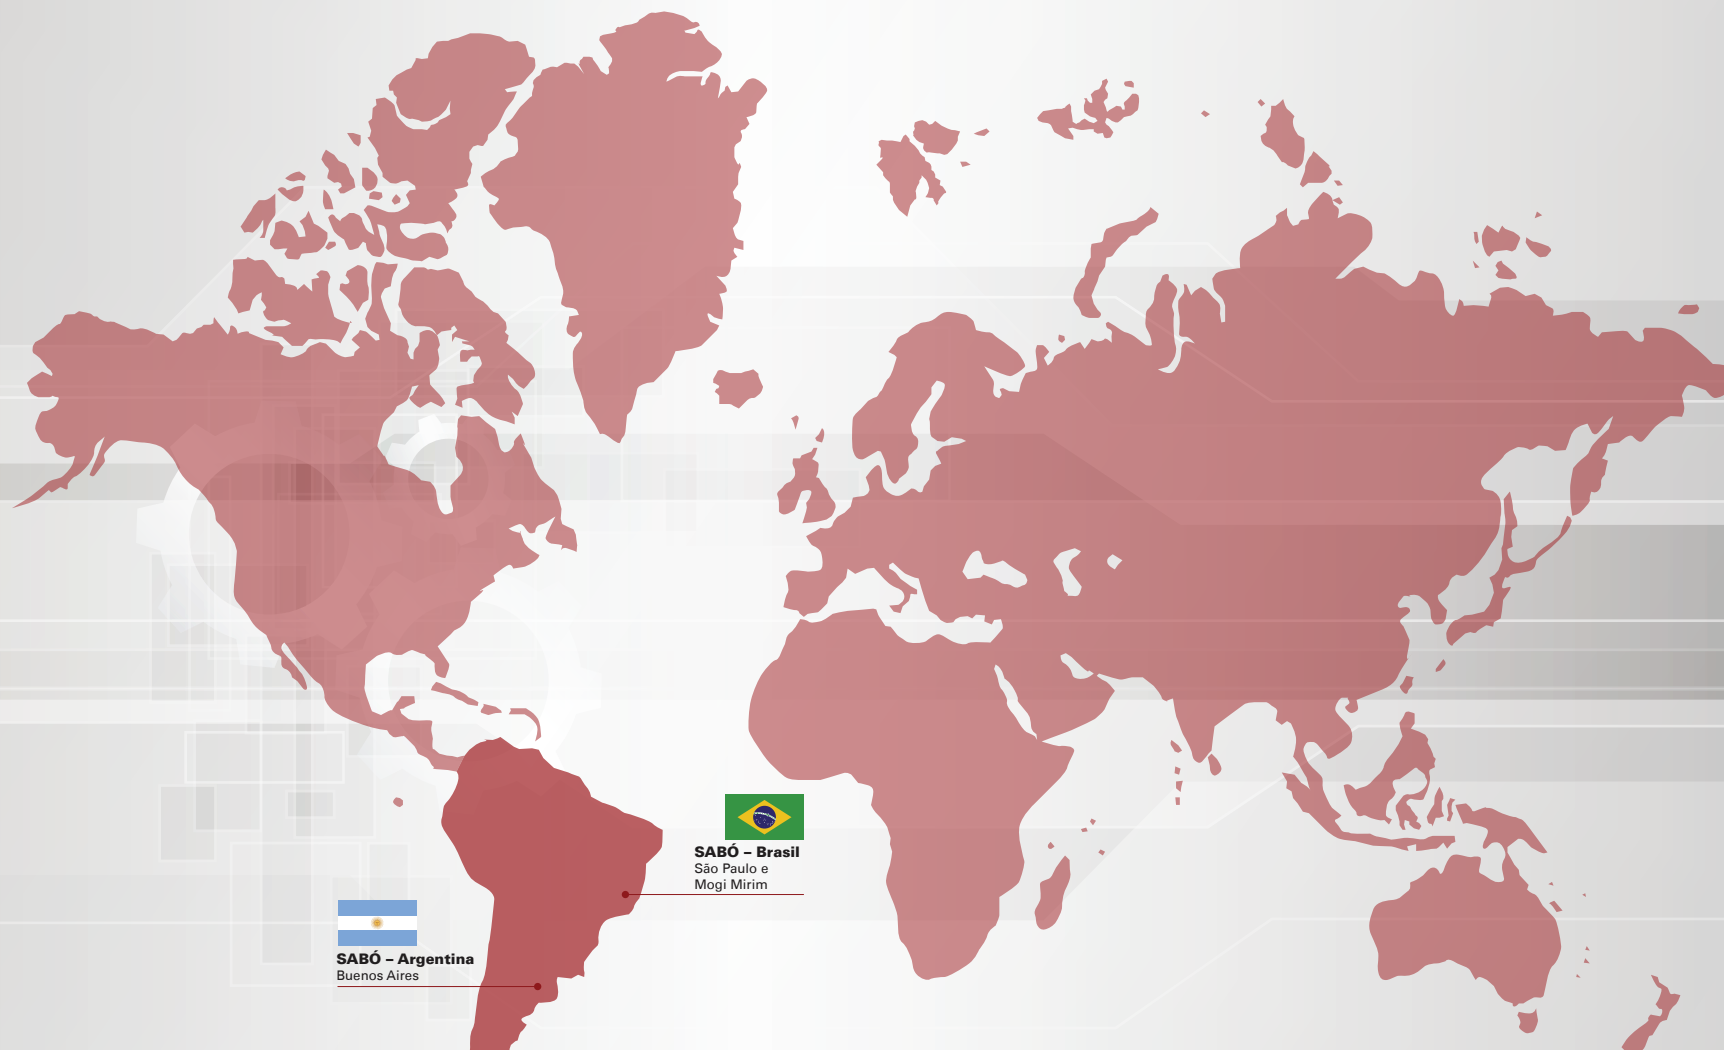 SABÓ – Brasil
São Paulo e
Mogi Mirim
SABÓ – Argentina
Buenos Aires